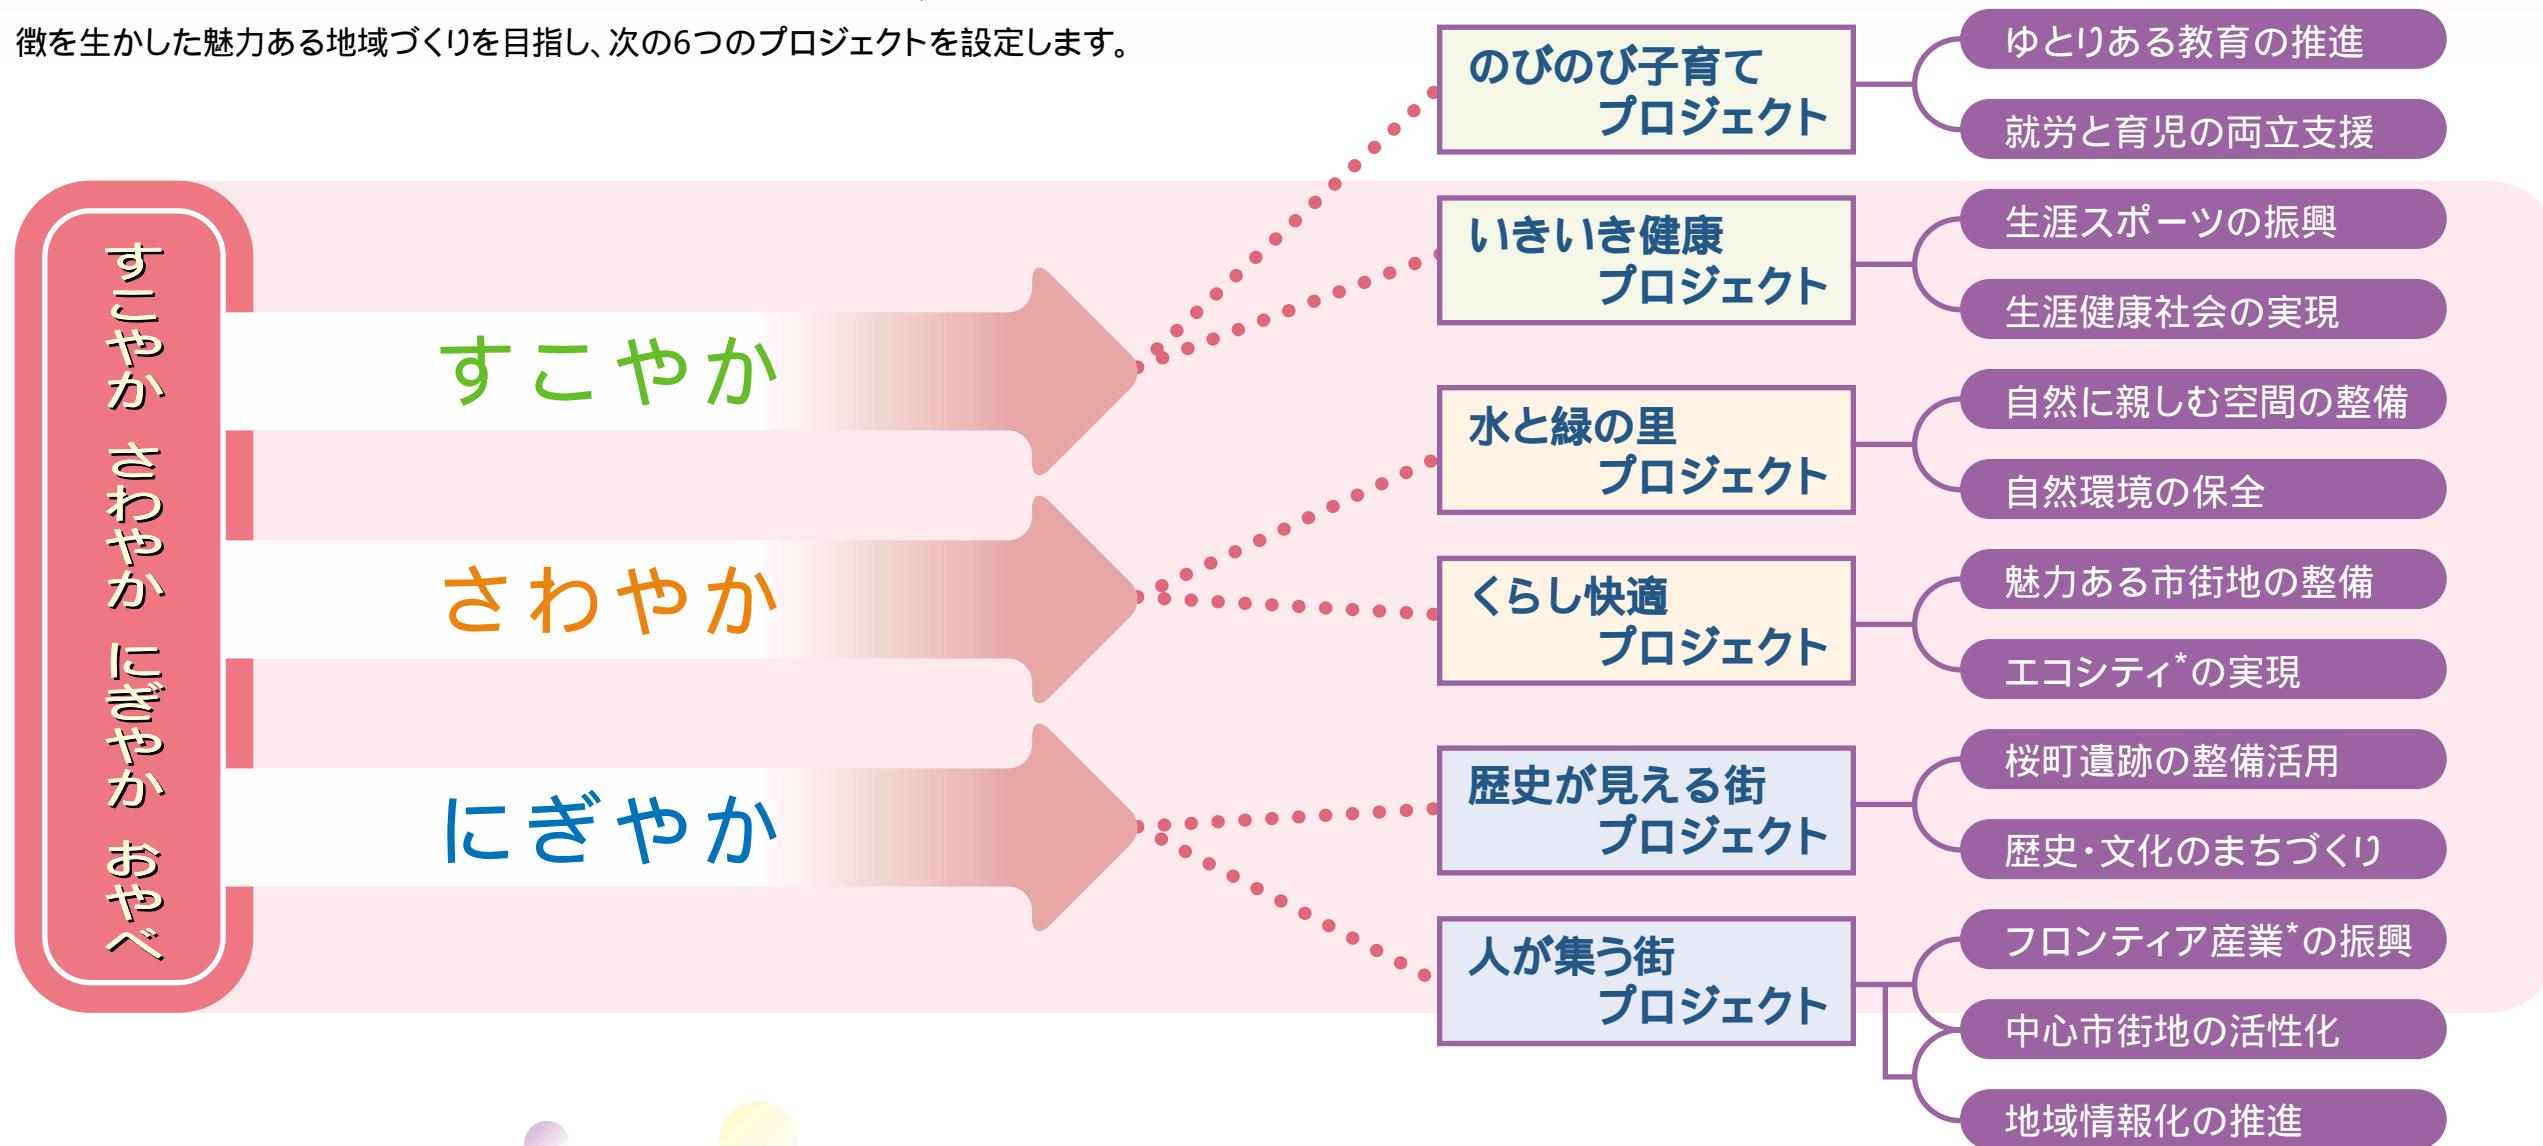 徴を生かした魅力ある地域づくりを目指し、次の6つのプロジェクトを設定します。
すこやか さわやか にぎやか おやべ
すこやか
さわやか
にぎやか
のびのび子育て
プロジェクト
ゆとりある教育の推進
就労と育児の両立支援
いきいき健康
プロジェクト
生涯スポーツの振興
生涯健康社会の実現
水と緑の里
プロジェクト
自然に親しむ空間の整備
自然環境の保全
くらし快適
プロジェクト
魅力ある市街地の整備
エコシティ*の実現
歴史が見える街
プロジェクト
桜町遺跡の整備活用
歴史・文化のまちづくり
人が集う街
プロジェクト
フロンティア産業*の振興
中心市街地の活性化
地域情報化の推進